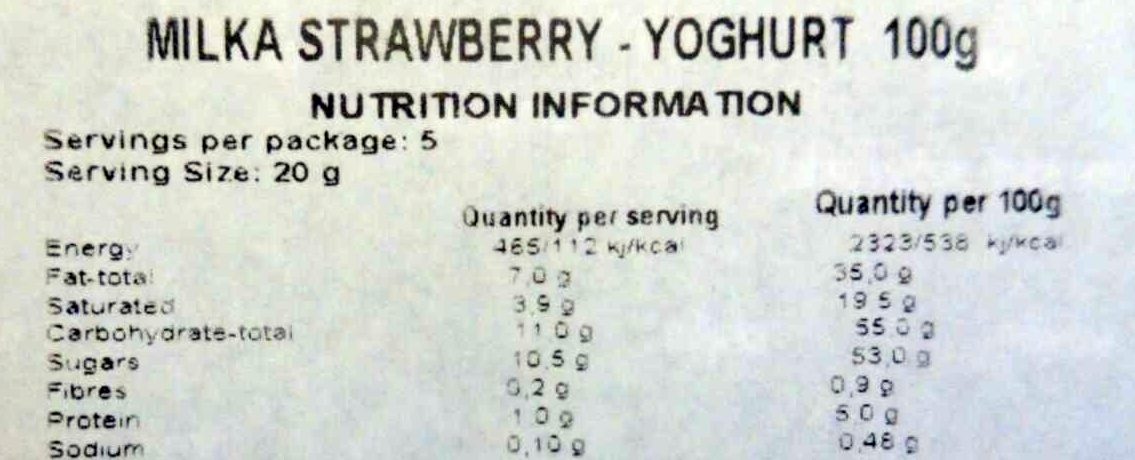 MILKA STRAWBERRY - YOGHURT 100g
NUTRITION INFORMATION
Servings per package: 5
Serving Size: 20 g
Quantity per serving Quantity per 100g
Energy 465/112 kj/kcal 2323/538 kj/kcal
Fat-total 7,0 g 35,0 g
Saturated 3,9 g 19 5 g
Carbohydrate-total 11 0 g 55 0 g
Sugars 10,5 g 53,0 g
Fibres 0,2 g 0,9 g
Protein 1 0 g 5 0 g
Sodium 0,10 g 0,48 g